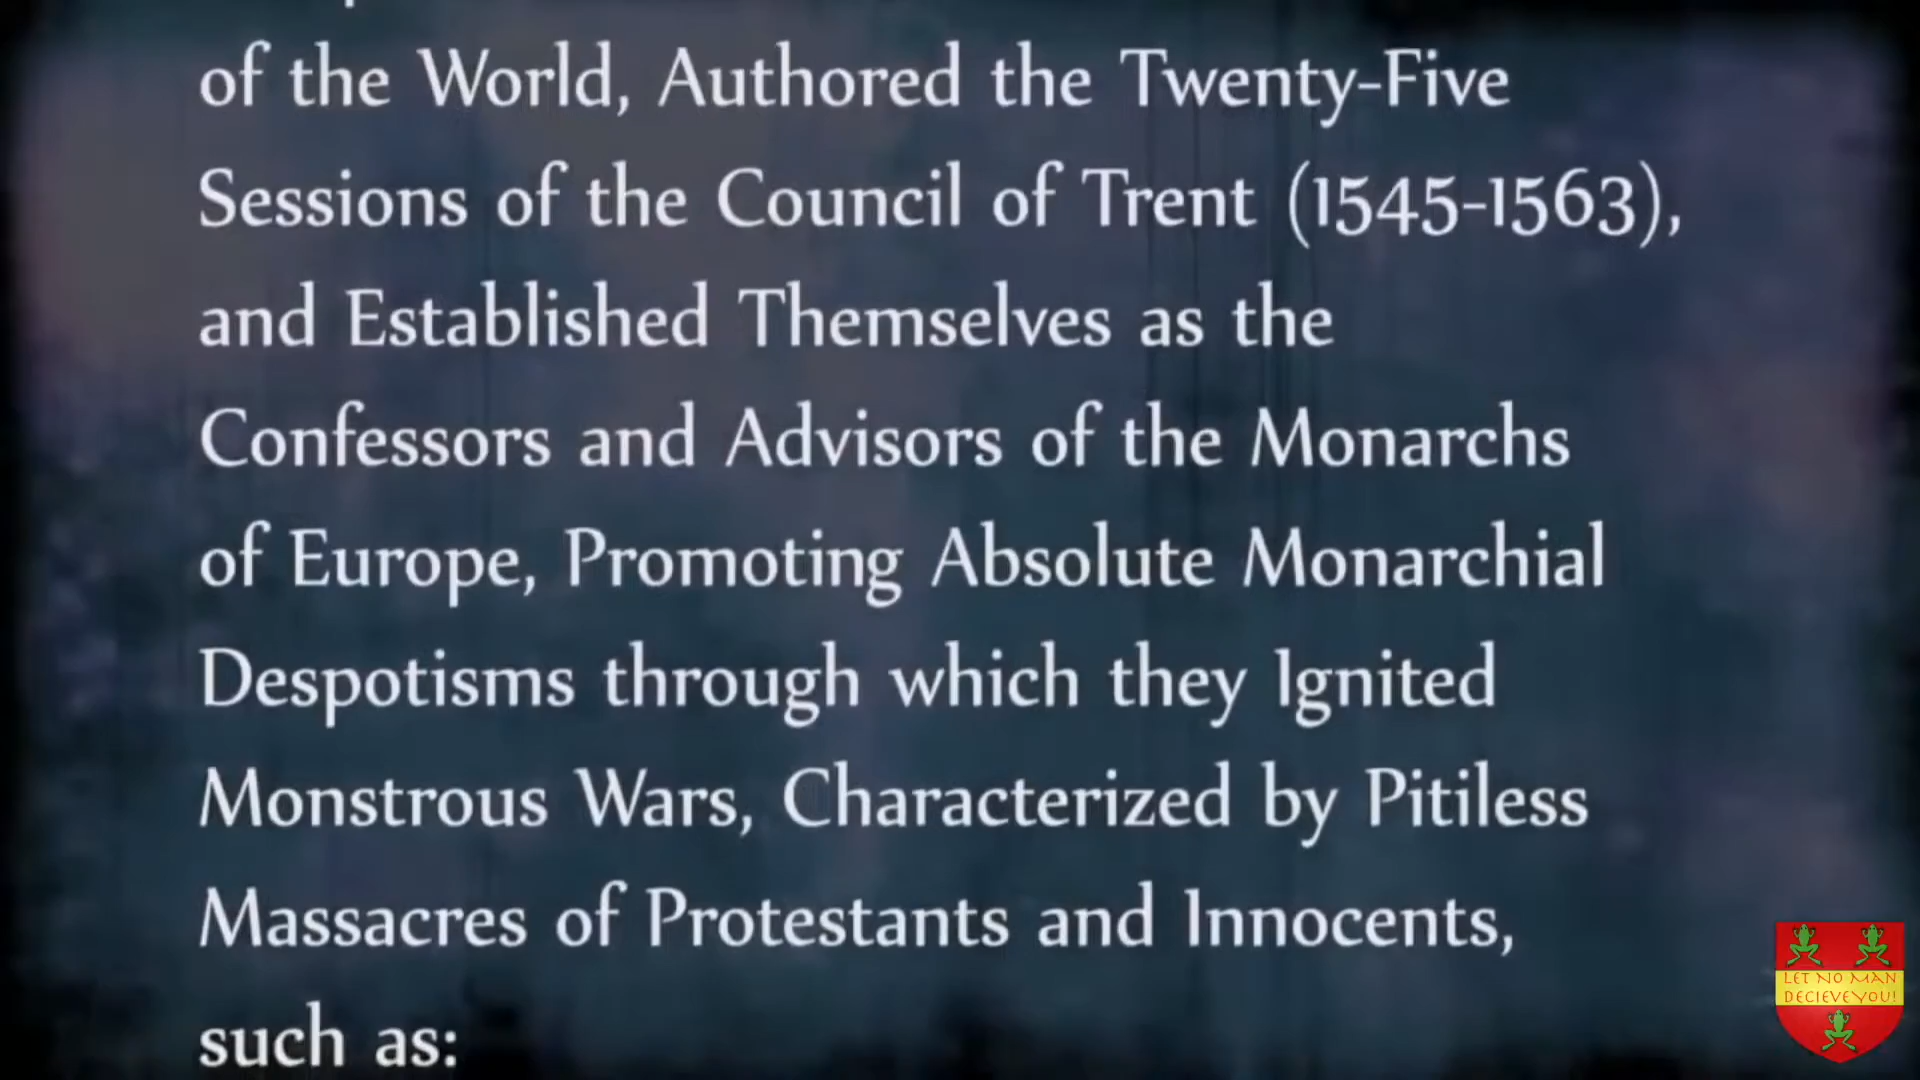 of the World, Authored the Twenty-Five
Sessions of the Council of Trent (1545-1563),
and Established Themselves as the
Confessors and Advisors of the Monarchs
of Europe, Promoting Absolute Monarchial
Despotisms through which they Ignited
Monstrous Wars, Characterized by Pitiless
Massacres of Protestants and Innocents,
such as:
LET NO MAN
DECIEVE YOU!